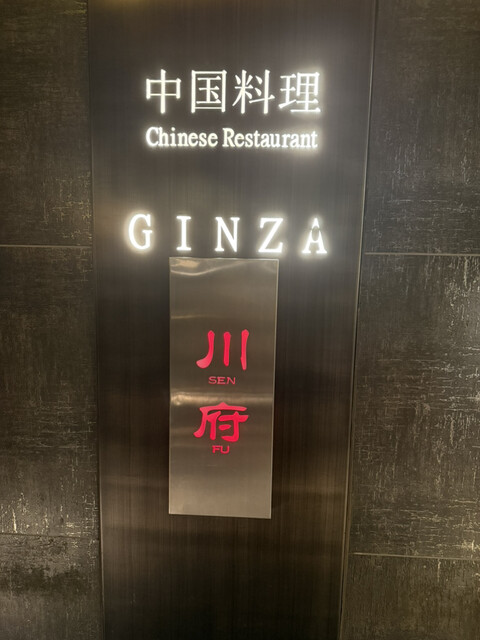 中国料理
Chinese Restaurant
GINZA
川
SEN
府
FU